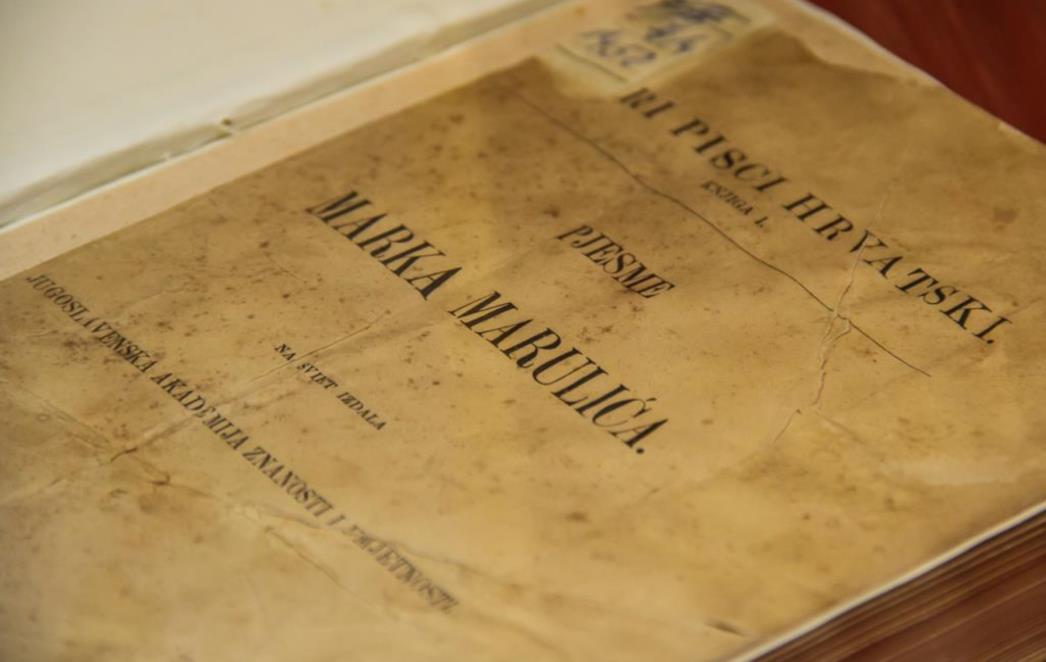 RI PISCI HRVATSKI.
KNJIGA I.
PJESME
MARKA MARULIĆA.
NA SVIET IZDALA
JUGOSLAVENSKA AKADEMIJA ZNANOSTI I UMJETNOSTI.